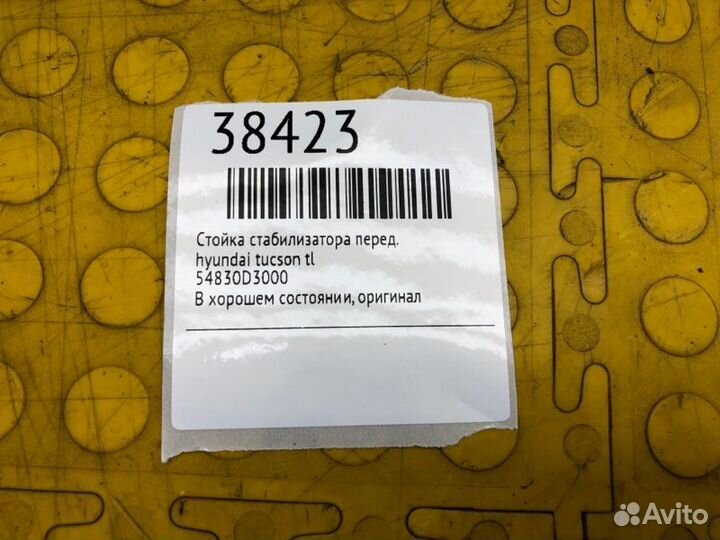 38423
Стойка стабилизатора перед.
hyundai tucson tl
54830D3000
В хорошем состоянии, оригинал
Avito